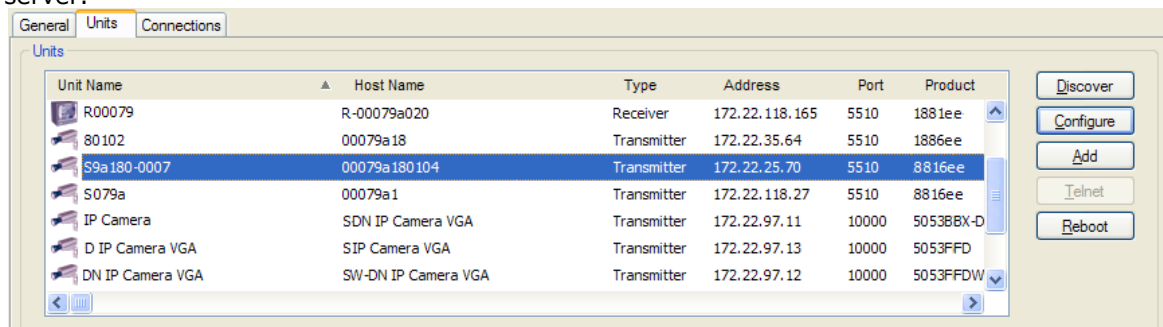 server.
General Units Connections
Units
Unit Name Host Name Type Address Port Product
R00079 R-00079a020 Receiver 172.22.118.165 5510 1881ee
80102 00079a18 Transmitter 172.22.35.64 5510 1886ee
S9a180-0007 00079a180104 Transmitter 172.22.25.70 5510 8816ee
S079a 00079a1 Transmitter 172.22.118.27 5510 8816ee
IP Camera SDN IP Camera VGA Transmitter 172.22.97.11 10000 5053BBX-D
D IP Camera VGA SIP Camera VGA Transmitter 172.22.97.13 10000 5053FFD
DN IP Camera VGA SW-DN IP Camera VGA Transmitter 172.22.97.12 10000 5053FFDW
Discover
Configure
Add
Telnet
Reboot